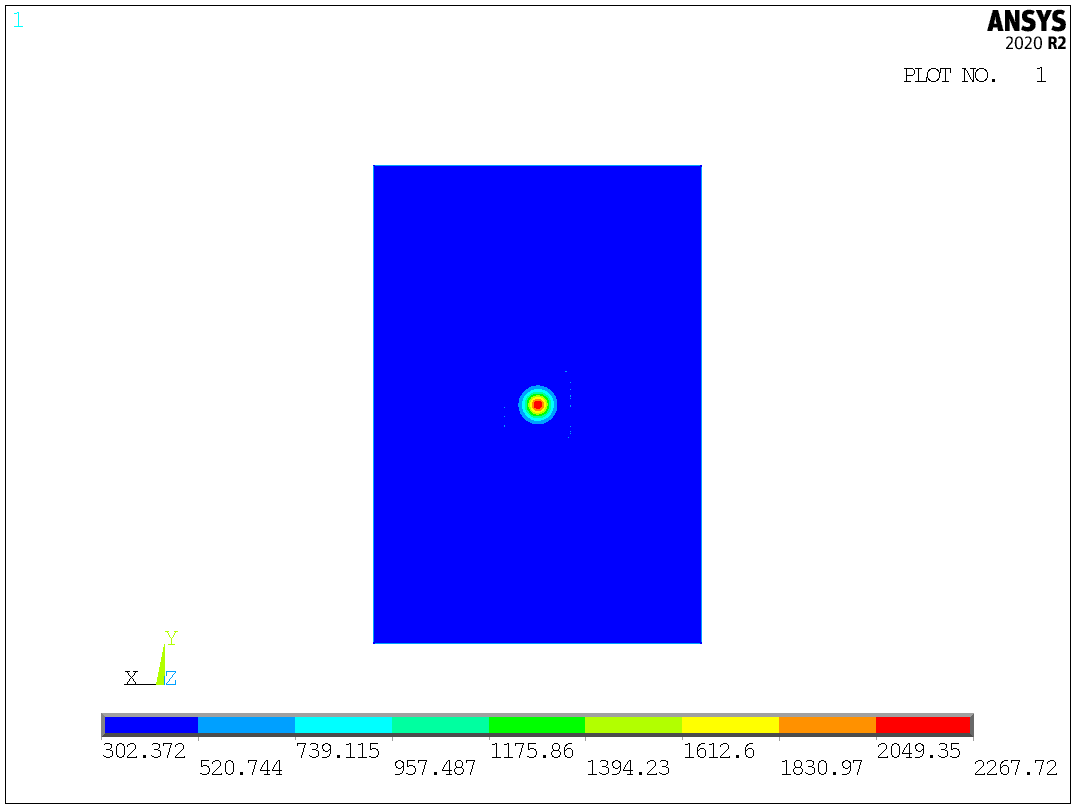 1
ANSYS
2020 R2
PLOT NO. 1
Y
X Z
302.372 739.115 1175.86 1612.6 2049.35
520.744 957.487 1394.23 1830.97 2267.72